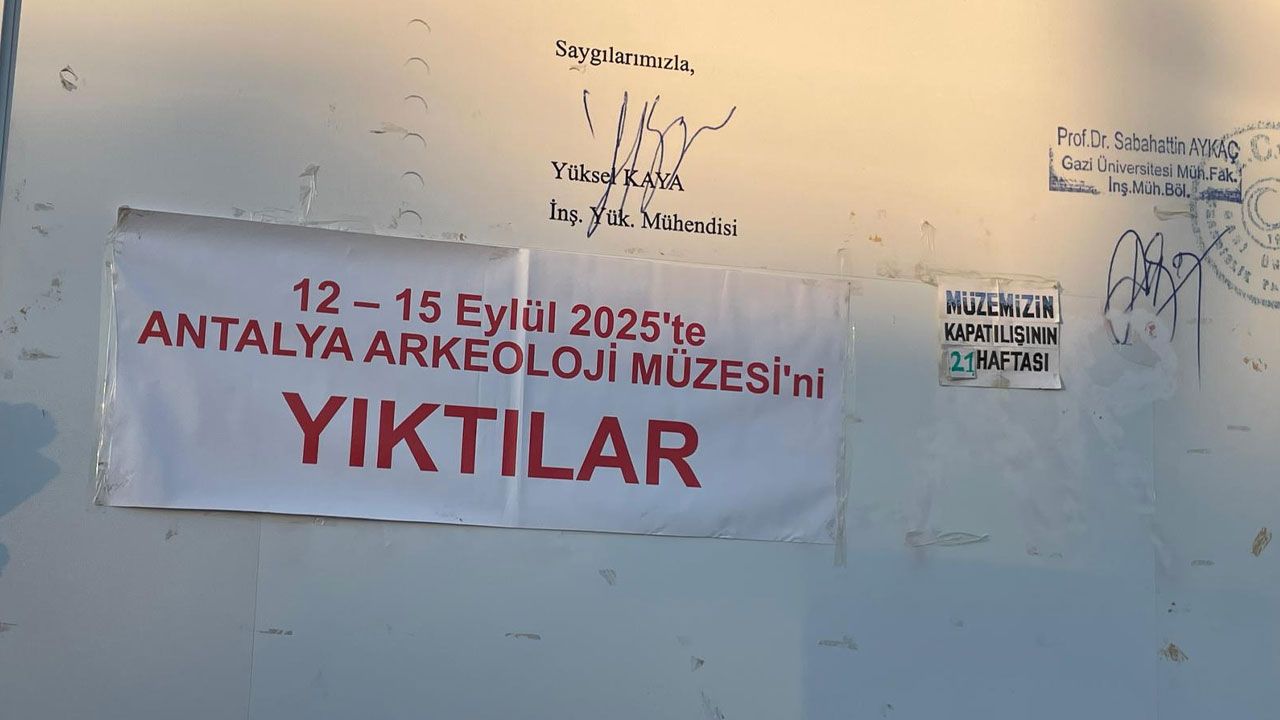 Saygılarımızla,
Yüksel KAYA
İnş. Yük. Mühendisi
Prof.Dr. Sabahattin AYKAÇ
Gazi Üniversitesi Müh.Fak.
İnş.Müh.Böl.
12 – 15 Eylül 2025'te
ANTALYA ARKEOLOJİ MÜZESİ'ni
YIKTILAR
MÜZEMİZİN
KAPATILIŞININ
21 HAFTASI